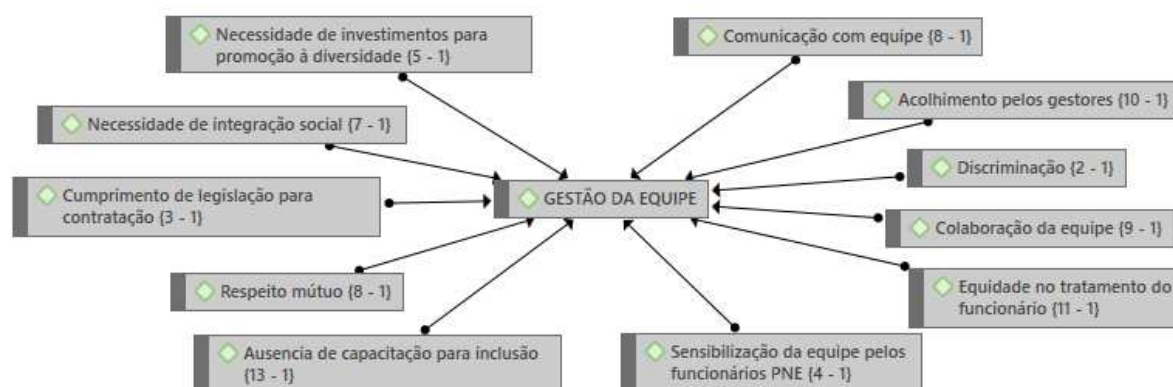 Necessidade de investimentos para
promoção à diversidade {5 - 1}
Comunicação com equipe {8 - 1}
Necessidade de integração social {7 - 1}
Acolhimento pelos gestores {10 - 1}
Discriminação {2 - 1}
Cumprimento de legislação para
contratação {3 - 1}
GESTÃO DA EQUIPE
Colaboração da equipe {9 - 1}
Respeito mútuo {8 - 1}
Equidade no tratamento do
funcionário {11 - 1}
Ausencia de capacitação para inclusão
{13 - 1}
Sensibilização da equipe pelos
funcionários PNE {4 - 1}